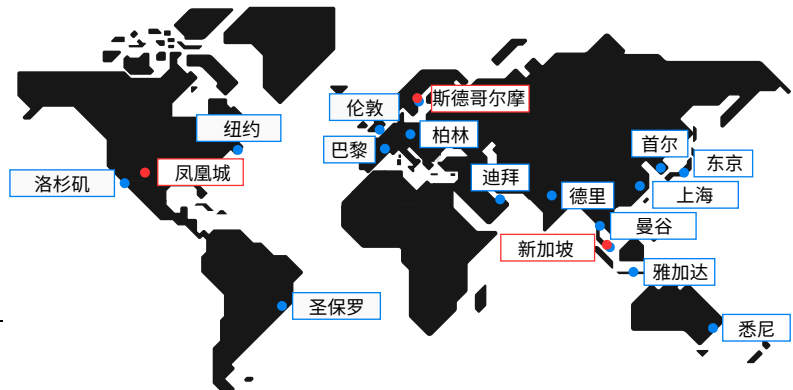 斯德哥尔摩
伦敦
纽约
柏林
首尔
巴黎
东京
凤凰城
迪拜
洛杉矶
德里
上海
曼谷
新加坡
雅加达
圣保罗
悉尼